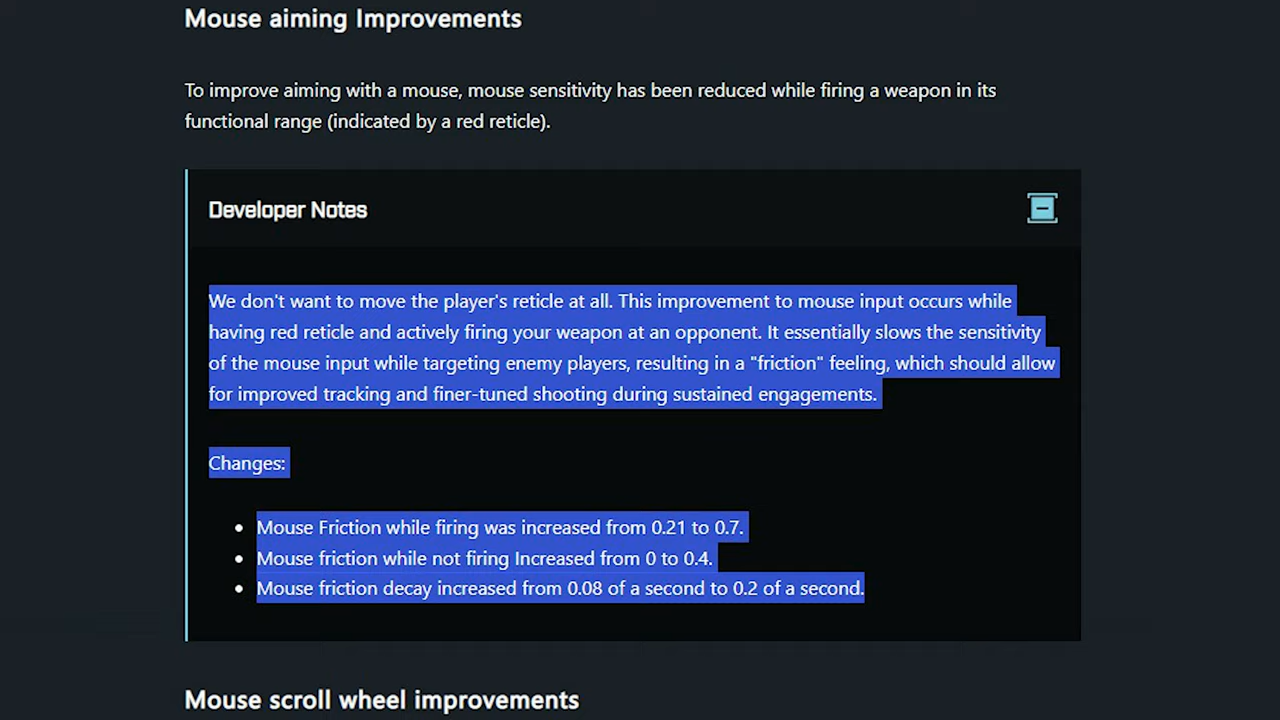 Mouse aiming Improvements
To improve aiming with a mouse, mouse sensitivity has been reduced while firing a weapon in its
functional range (indicated by a red reticle).
Developer Notes
We don't want to move the player's reticle at all. This improvement to mouse input occurs while
having red reticle and actively firing your weapon at an opponent. It essentially slows the sensitivity
of the mouse input while targeting enemy players, resulting in a "friction" feeling, which should allow
for improved tracking and finer-tuned shooting during sustained engagements.
Changes:
• Mouse Friction while firing was increased from 0.21 to 0.7.
• Mouse friction while not firing Increased from 0 to 0.4.
• Mouse friction decay increased from 0.08 of a second to 0.2 of a second.
Mouse scroll wheel improvements